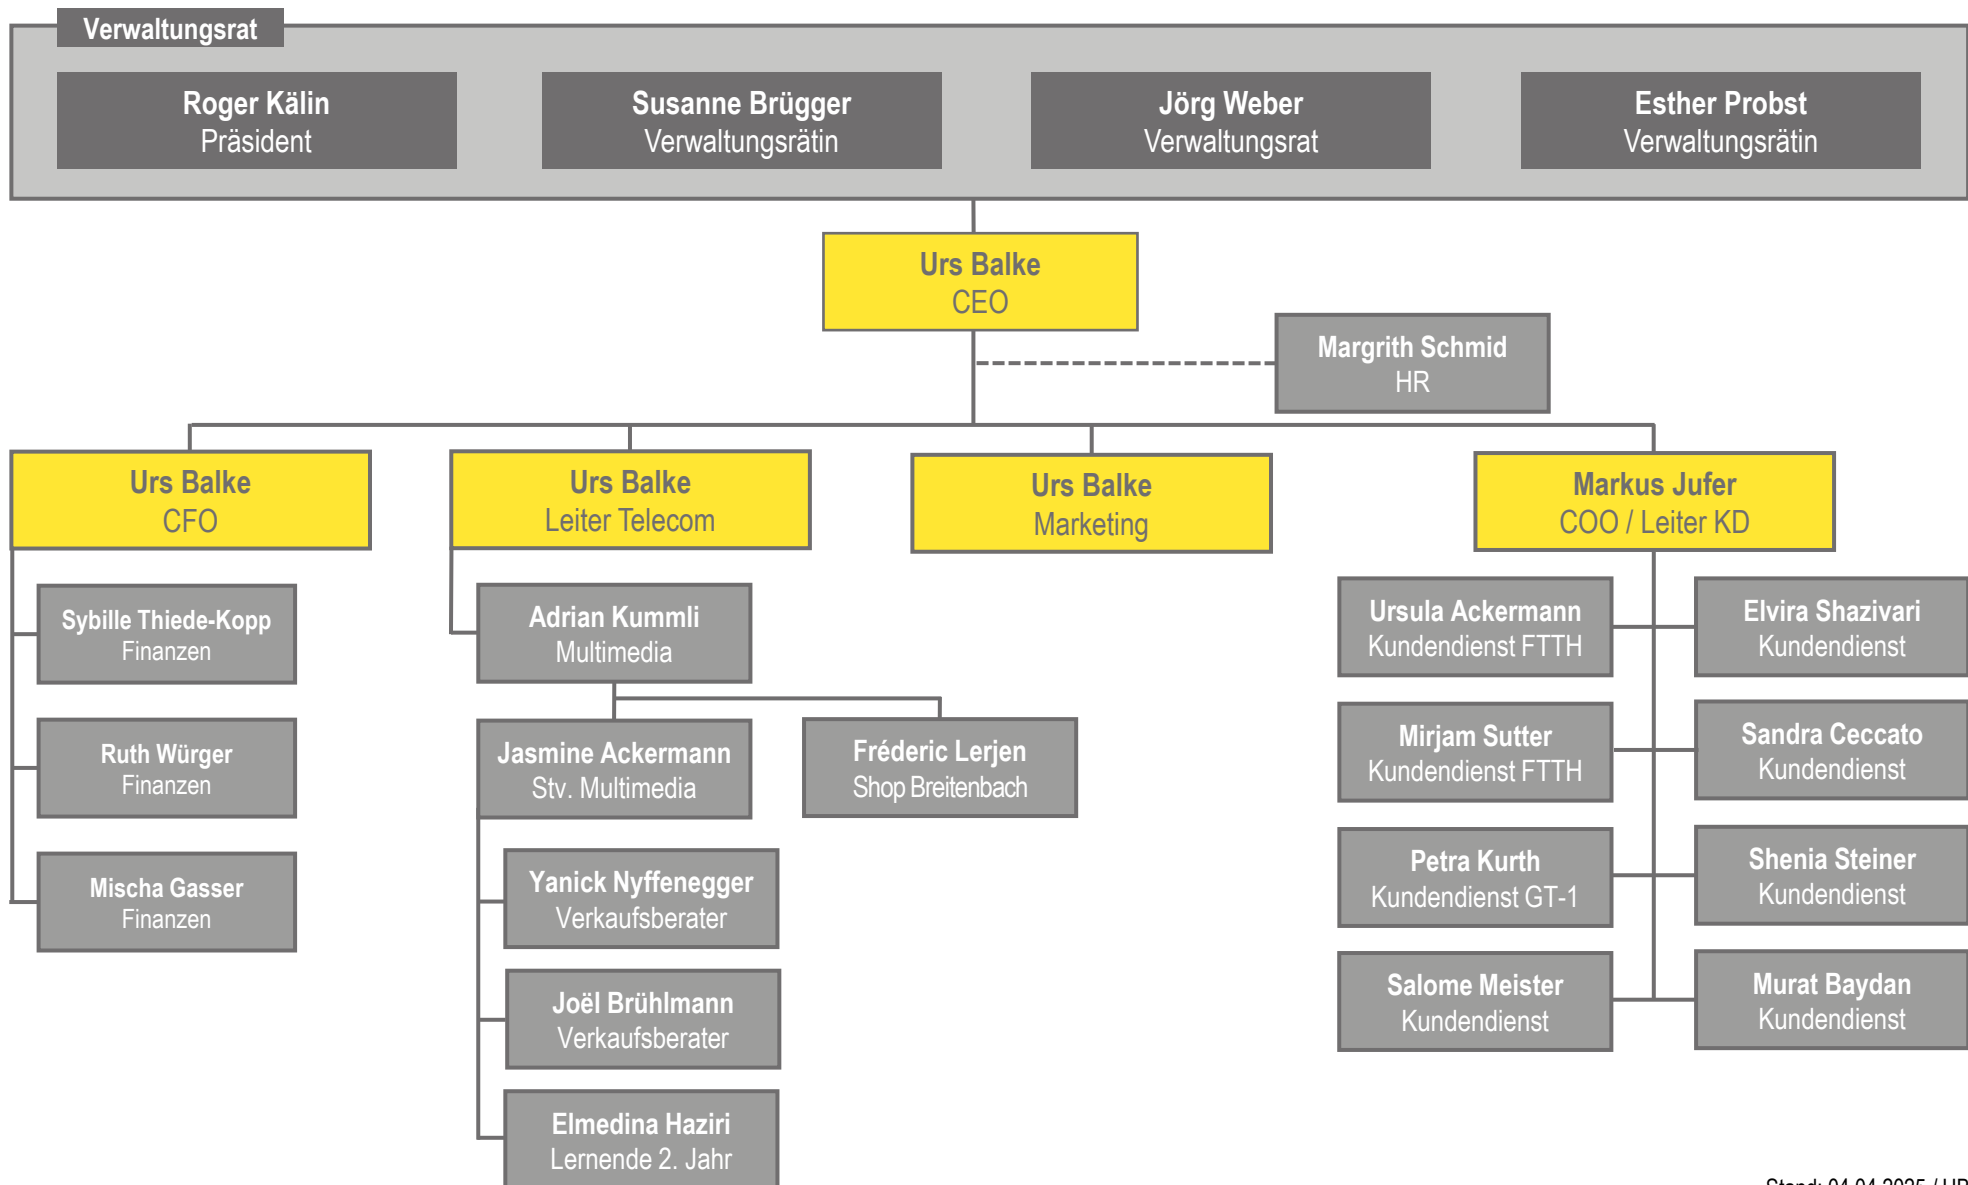 Verwaltungsrat
Roger Kälin
Präsident
Susanne Brügger
Verwaltungsrätin
Jörg Weber
Verwaltungsrat
Esther Probst
Verwaltungsrätin
Urs Balke
CEO
Margrith Schmid
HR
Urs Balke
CFO
Urs Balke
Leiter Telecom
Urs Balke
Marketing
Markus Jufer
COO / Leiter KD
Sybille Thiede-Kopp
Finanzen
Ruth Würger
Finanzen
Mischa Gasser
Finanzen
Adrian Kummli
Multimedia
Jasmine Ackermann
Stv. Multimedia
Fréderic Lerjen
Shop Breitenbach
Yanick Nyffenegger
Verkaufsberater
Joël Brühlmann
Verkaufsberater
Elmedina Haziri
Lernende 2. Jahr
Ursula Ackermann
Kundendienst FTTH
Elvira Shazivari
Kundendienst
Mirjam Sutter
Kundendienst FTTH
Sandra Ceccato
Kundendienst
Petra Kurth
Kundendienst GT-1
Shenia Steiner
Kundendienst
Salome Meister
Kundendienst
Murat Baydan
Kundendienst
Stand: 04.04.2025 /